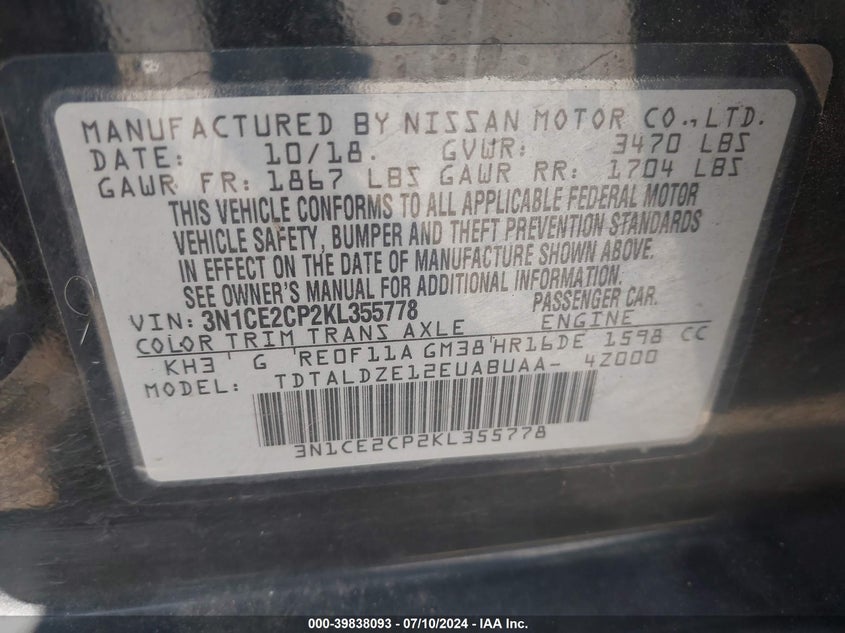 MANUFACTURED BY NISSAN MOTOR CO.,LTD.
DATE: 10/18. GVWR: 3470 LBS
GAWR FR: 1867 LBS GAWR RR: 1704 LBS
THIS VEHICLE CONFORMS TO ALL APPLICABLE FEDERAL MOTOR
VEHICLE SAFETY, BUMPER AND THEFT PREVENTION STANDARDS
IN EFFECT ON THE DATE OF MANUFACTURE SHOWN ABOVE.
SEE OWNER'S MANUAL FOR ADDITIONAL INFORMATION.
VIN: 3N1CE2CP2KL355778 PASSENGER CAR.
COLOR TRIM TRANS AXLE ENGINE
KH3 ' G 'RE0F11A GM38'HR16DE 1598 CC
MODEL: TDTALDZE12EUABUAA- 4Z000
3N1CE2CP2KL355778
000-39838093 - 07/10/2024 - IAA Inc.